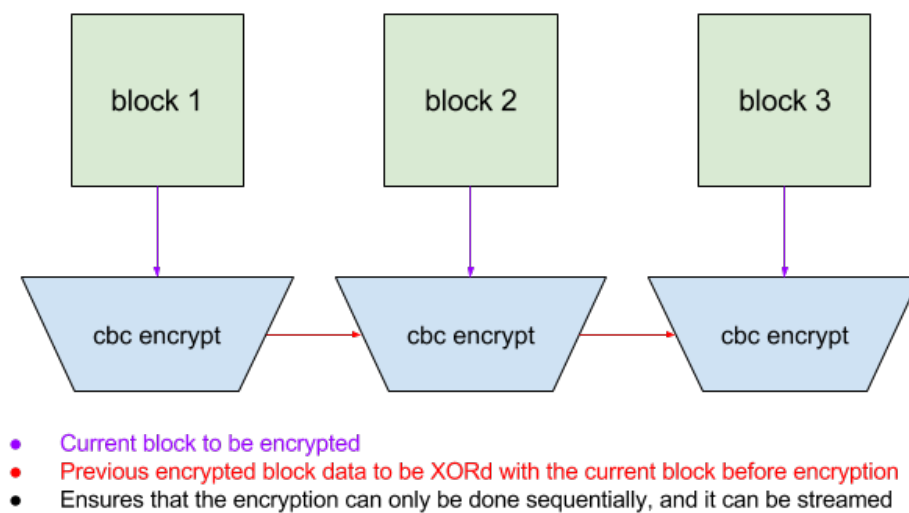 block 1
block 2
block 3
cbc encrypt
cbc encrypt
cbc encrypt
Current block to be encrypted
Previous encrypted block data to be XORd with the current block before encryption
Ensures that the encryption can only be done sequentially, and it can be streamed